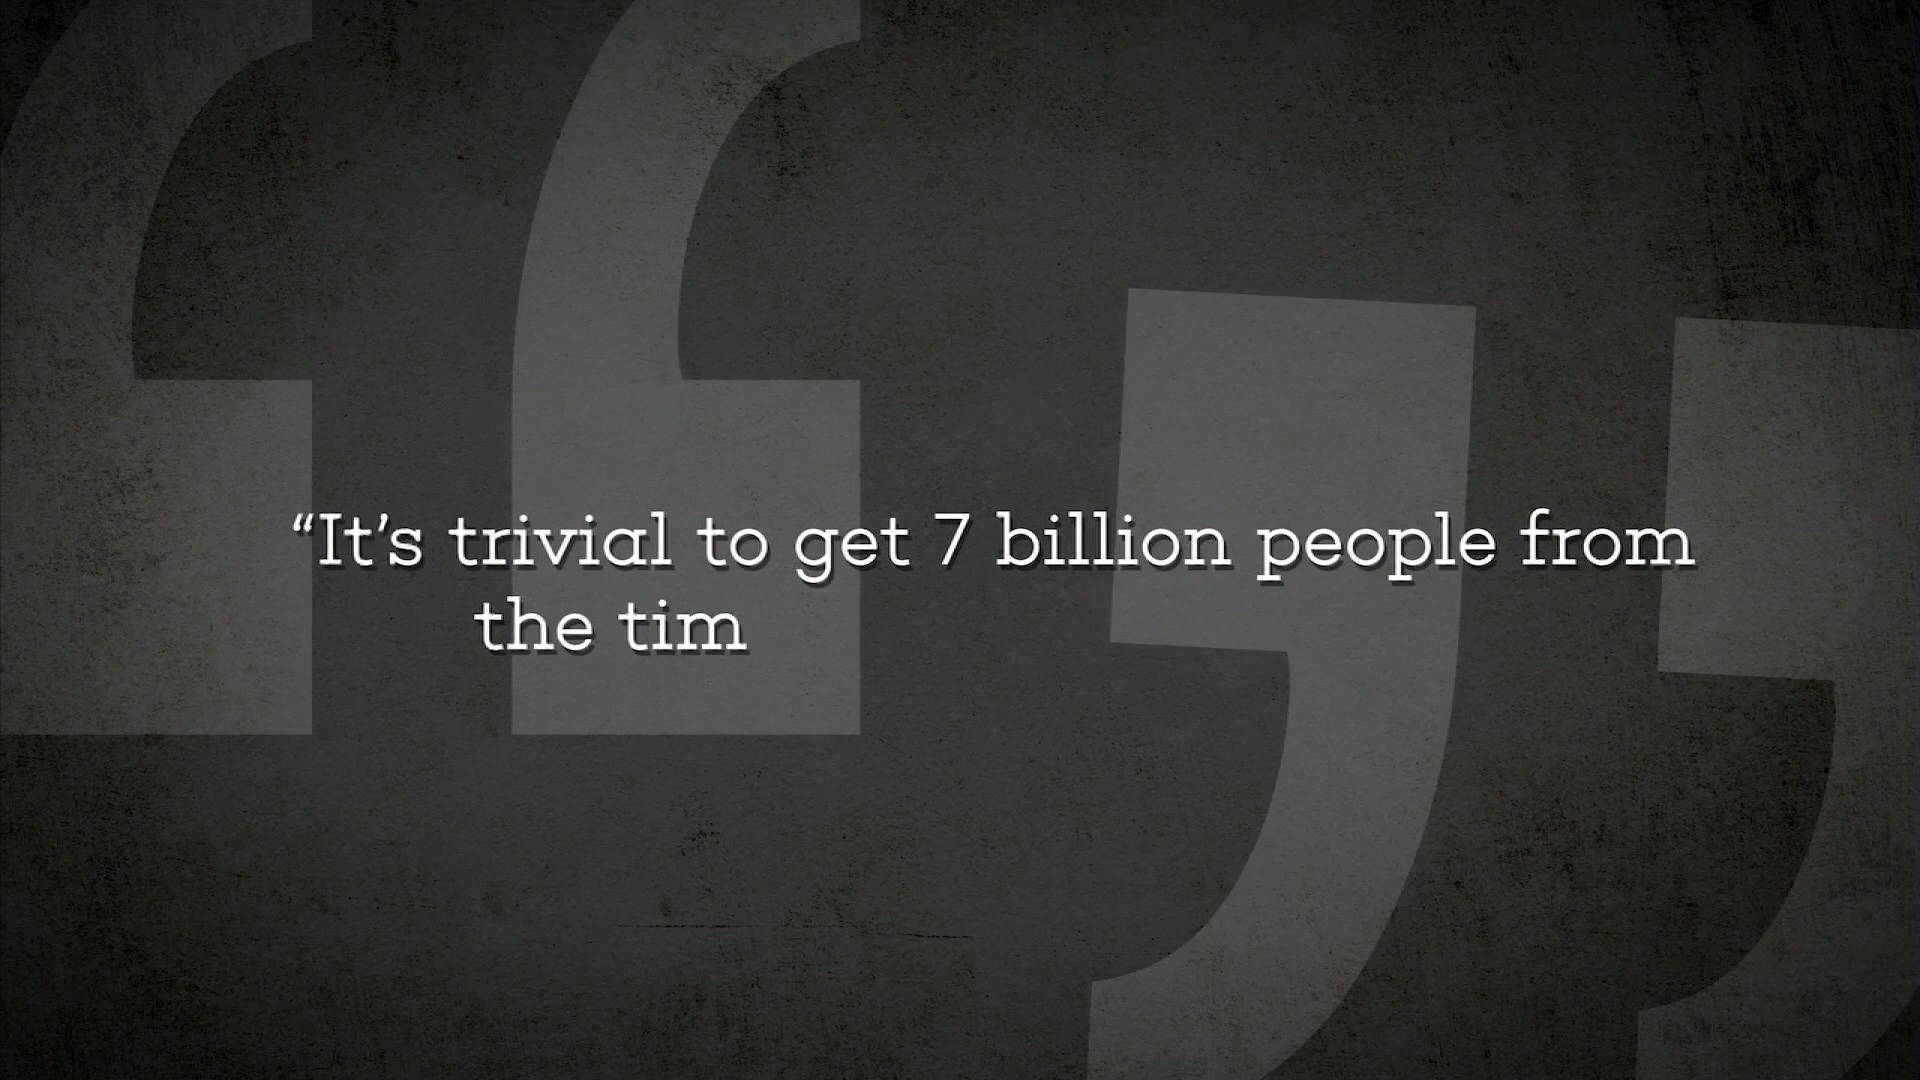 “It’s trivial to get 7 billion people from
the tim